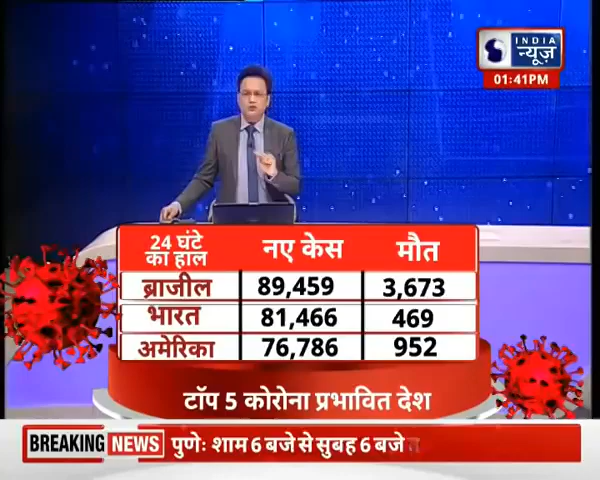 INDIA
न्यूज़
01:41PM
24 घंटे का हाल नए केस मौत
ब्राजील 89,459 3,673
भारत 81,466 469
अमेरिका 76,786 952
टॉप 5 कोरोना प्रभावित देश
BREAKING NEWS पुणेः शाम 6 बजे से सुबह 6 बजे